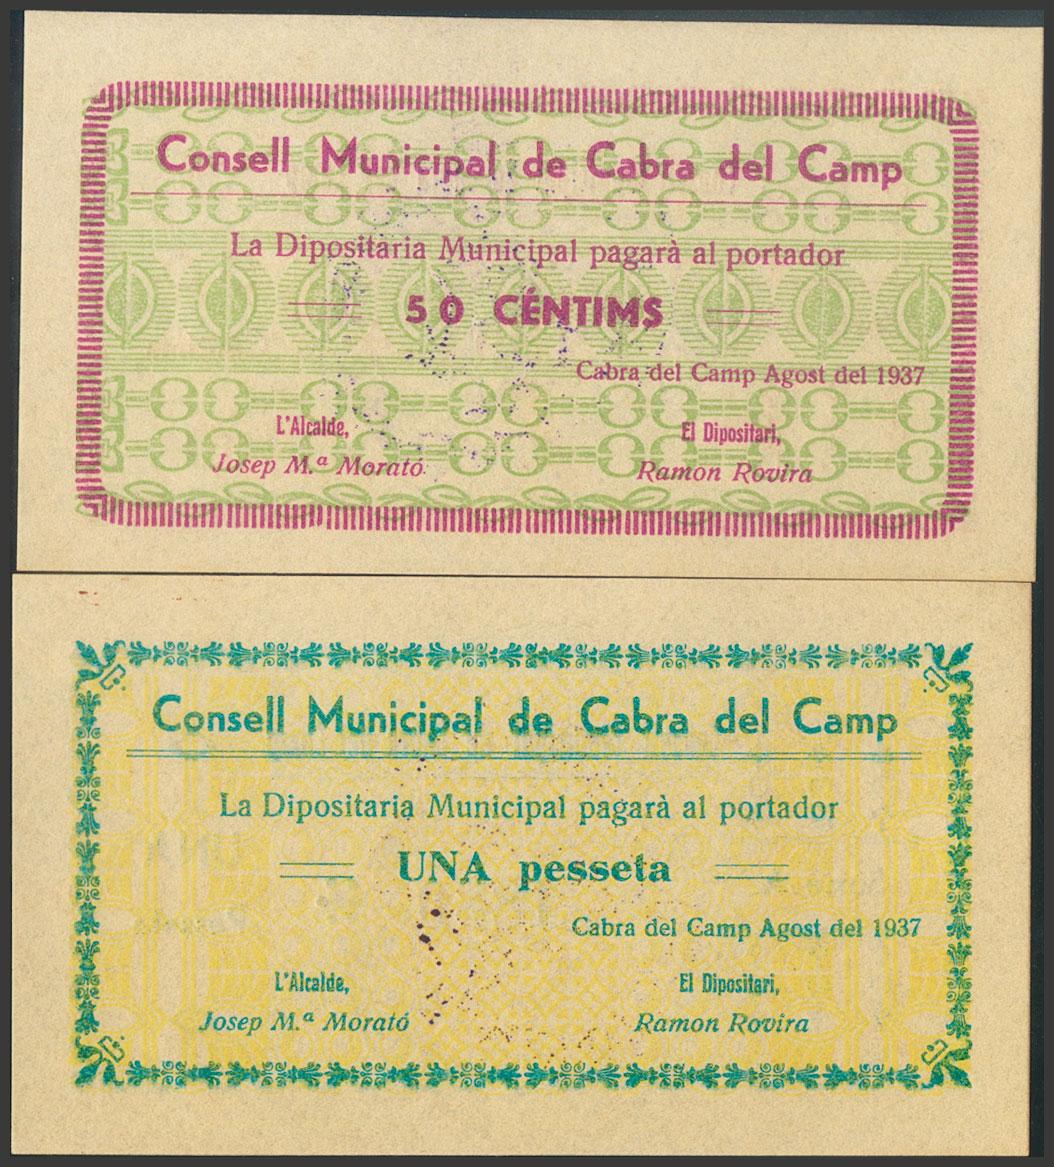 Consell Municipal de Cabra del Camp
La Dipositaria Municipal pagarà al portador
50 CÉNTIMS
Cabra del Camp Agost del 1937
L'Alcalde, El Dipositari,
Josep M.ª Morató Ramon Rovira
Consell Municipal de Cabra del Camp
La Dipositaria Municipal pagarà al portador
UNA pesseta
Cabra del Camp Agost del 1937
L'Alcalde, El Dipositari,
Josep M.ª Morató Ramon Rovira